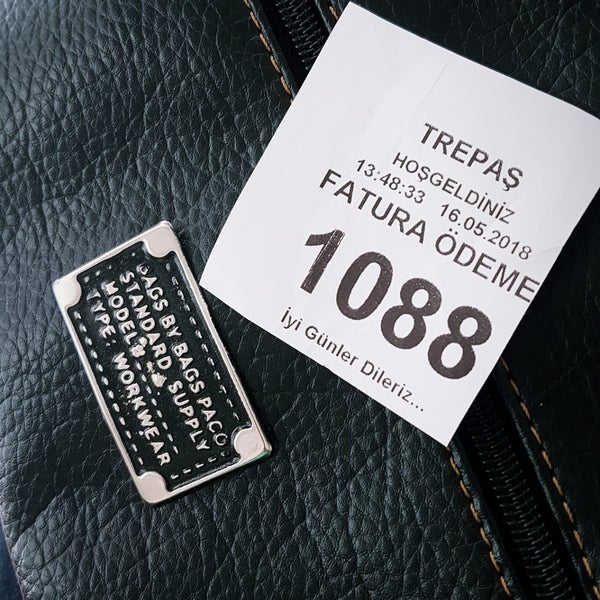 TREPAŞ
HOŞGELDİNİZ
13:48:33 16.05.2018
FATURA ÖDEME
1088
İyi Günler Dileriz...
BAGS BY BAGS PACO
STANDARD SUPPLY
MODEL
TYPE: WORKWEAR